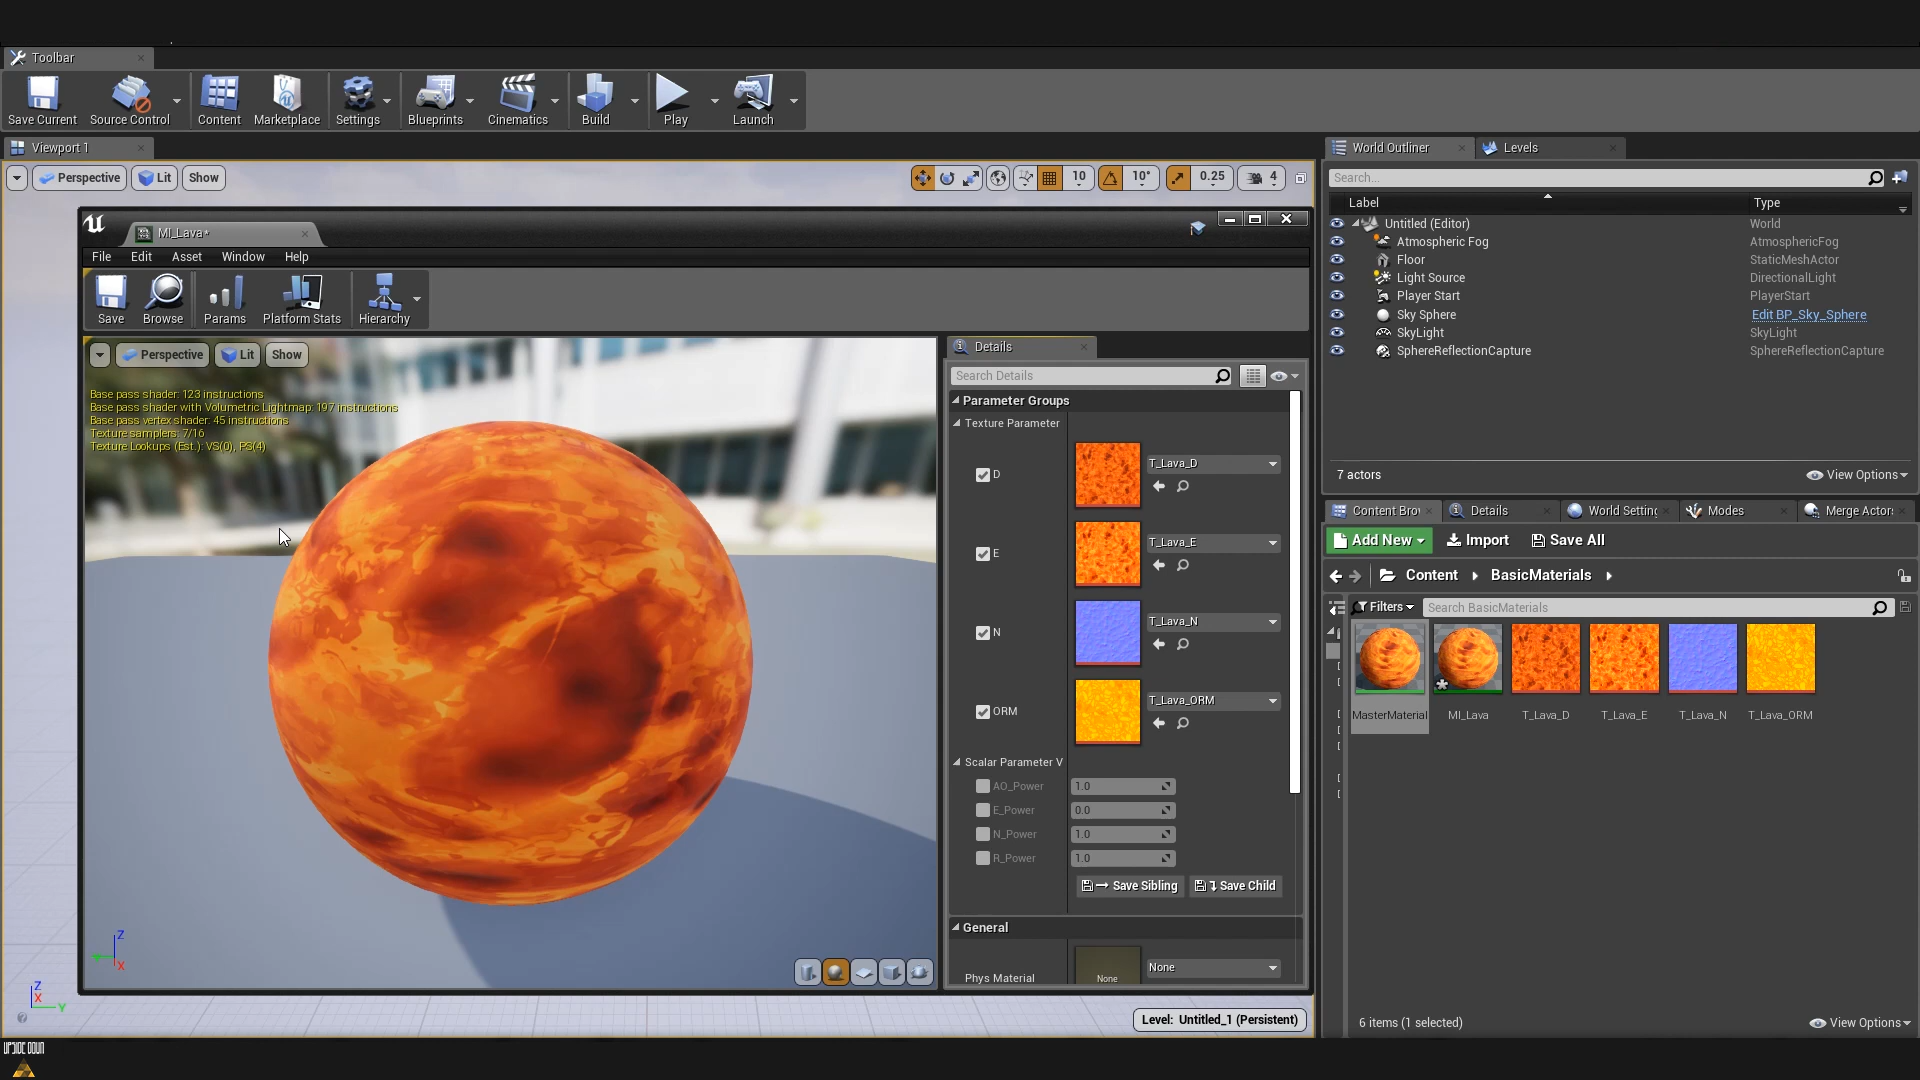 Toolbar
Save Current
Source Control
Content
Marketplace
Settings
Blueprints
Cinematics
Build
Play
Launch
Viewport 1
Perspective
Lit
Show
10
10°
0.25
4
MI_Lava*
File
Edit
Asset
Window
Help
Save
Browse
Params
Platform Stats
Hierarchy
Perspective
Lit
Show
Base pass shader: 123 instructions
Base pass shader with Volumetric Lightmap: 197 instructions
Base pass vertex shader: 45 instructions
Texture samplers: 7/16
Texture Lookups (Est.): VS(0), PS(4)
Z
X
Z
X
Y
Details
Search Details
Parameter Groups
Texture Parameter
D
T_Lava_D
E
T_Lava_E
N
T_Lava_N
ORM
T_Lava_ORM
Scalar Parameter V
AO_Power
1.0
E_Power
0.0
N_Power
1.0
R_Power
1.0
Save Sibling
Save Child
General
Phys Material
None
None
Level: Untitled_1 (Persistent)
World Outliner
Levels
Search...
Label
Type
Untitled (Editor)
World
Atmospheric Fog
AtmosphericFog
Floor
StaticMeshActor
Light Source
DirectionalLight
Player Start
PlayerStart
Sky Sphere
Edit BP_Sky_Sphere
SkyLight
SkyLight
SphereReflectionCapture
SphereReflectionCapture
7 actors
View Options
Content Brov
Details
World Setting
Modes
Merge Actors
Add New
Import
Save All
Content
BasicMaterials
Filters
Search BasicMaterials
MasterMaterial
MI_Lava
T_Lava_D
T_Lava_E
T_Lava_N
T_Lava_ORM
6 items (1 selected)
View Options
UPSIDE DOWN